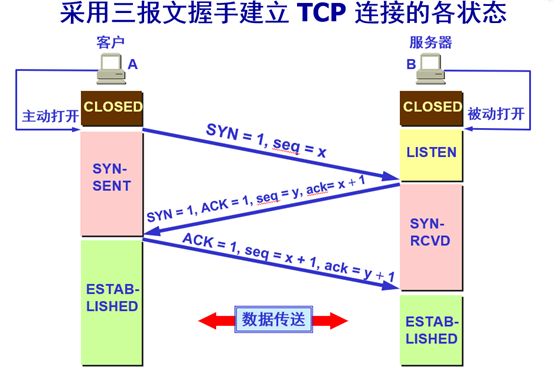 采用三报文握手建立 TCP 连接的各状态
客户
服务器
A
B
CLOSED
CLOSED
主动打开
被动打开
SYN = 1, seq = x
LISTEN
SYN-
SENT
SYN = 1, ACK = 1, seq = y, ack= x + 1
SYN-
RCVD
ACK = 1, seq = x + 1, ack = y + 1
ESTAB-
LISHED
数据传送
ESTAB-
LISHED